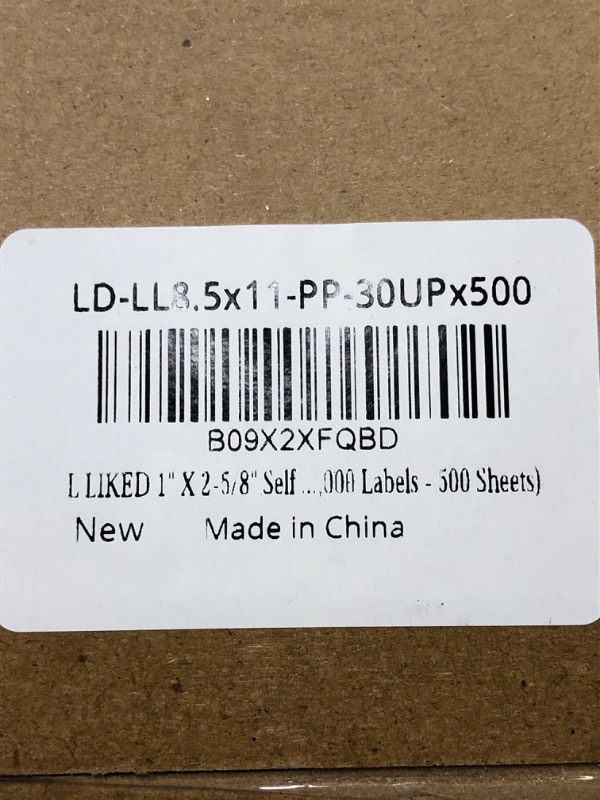 LD-LL8.5x11-PP-30UPx500
B09X2XFQBD
L LIKED 1" X 2-5/8" Self ...,000 Labels - 500 Sheets)
New Made in China